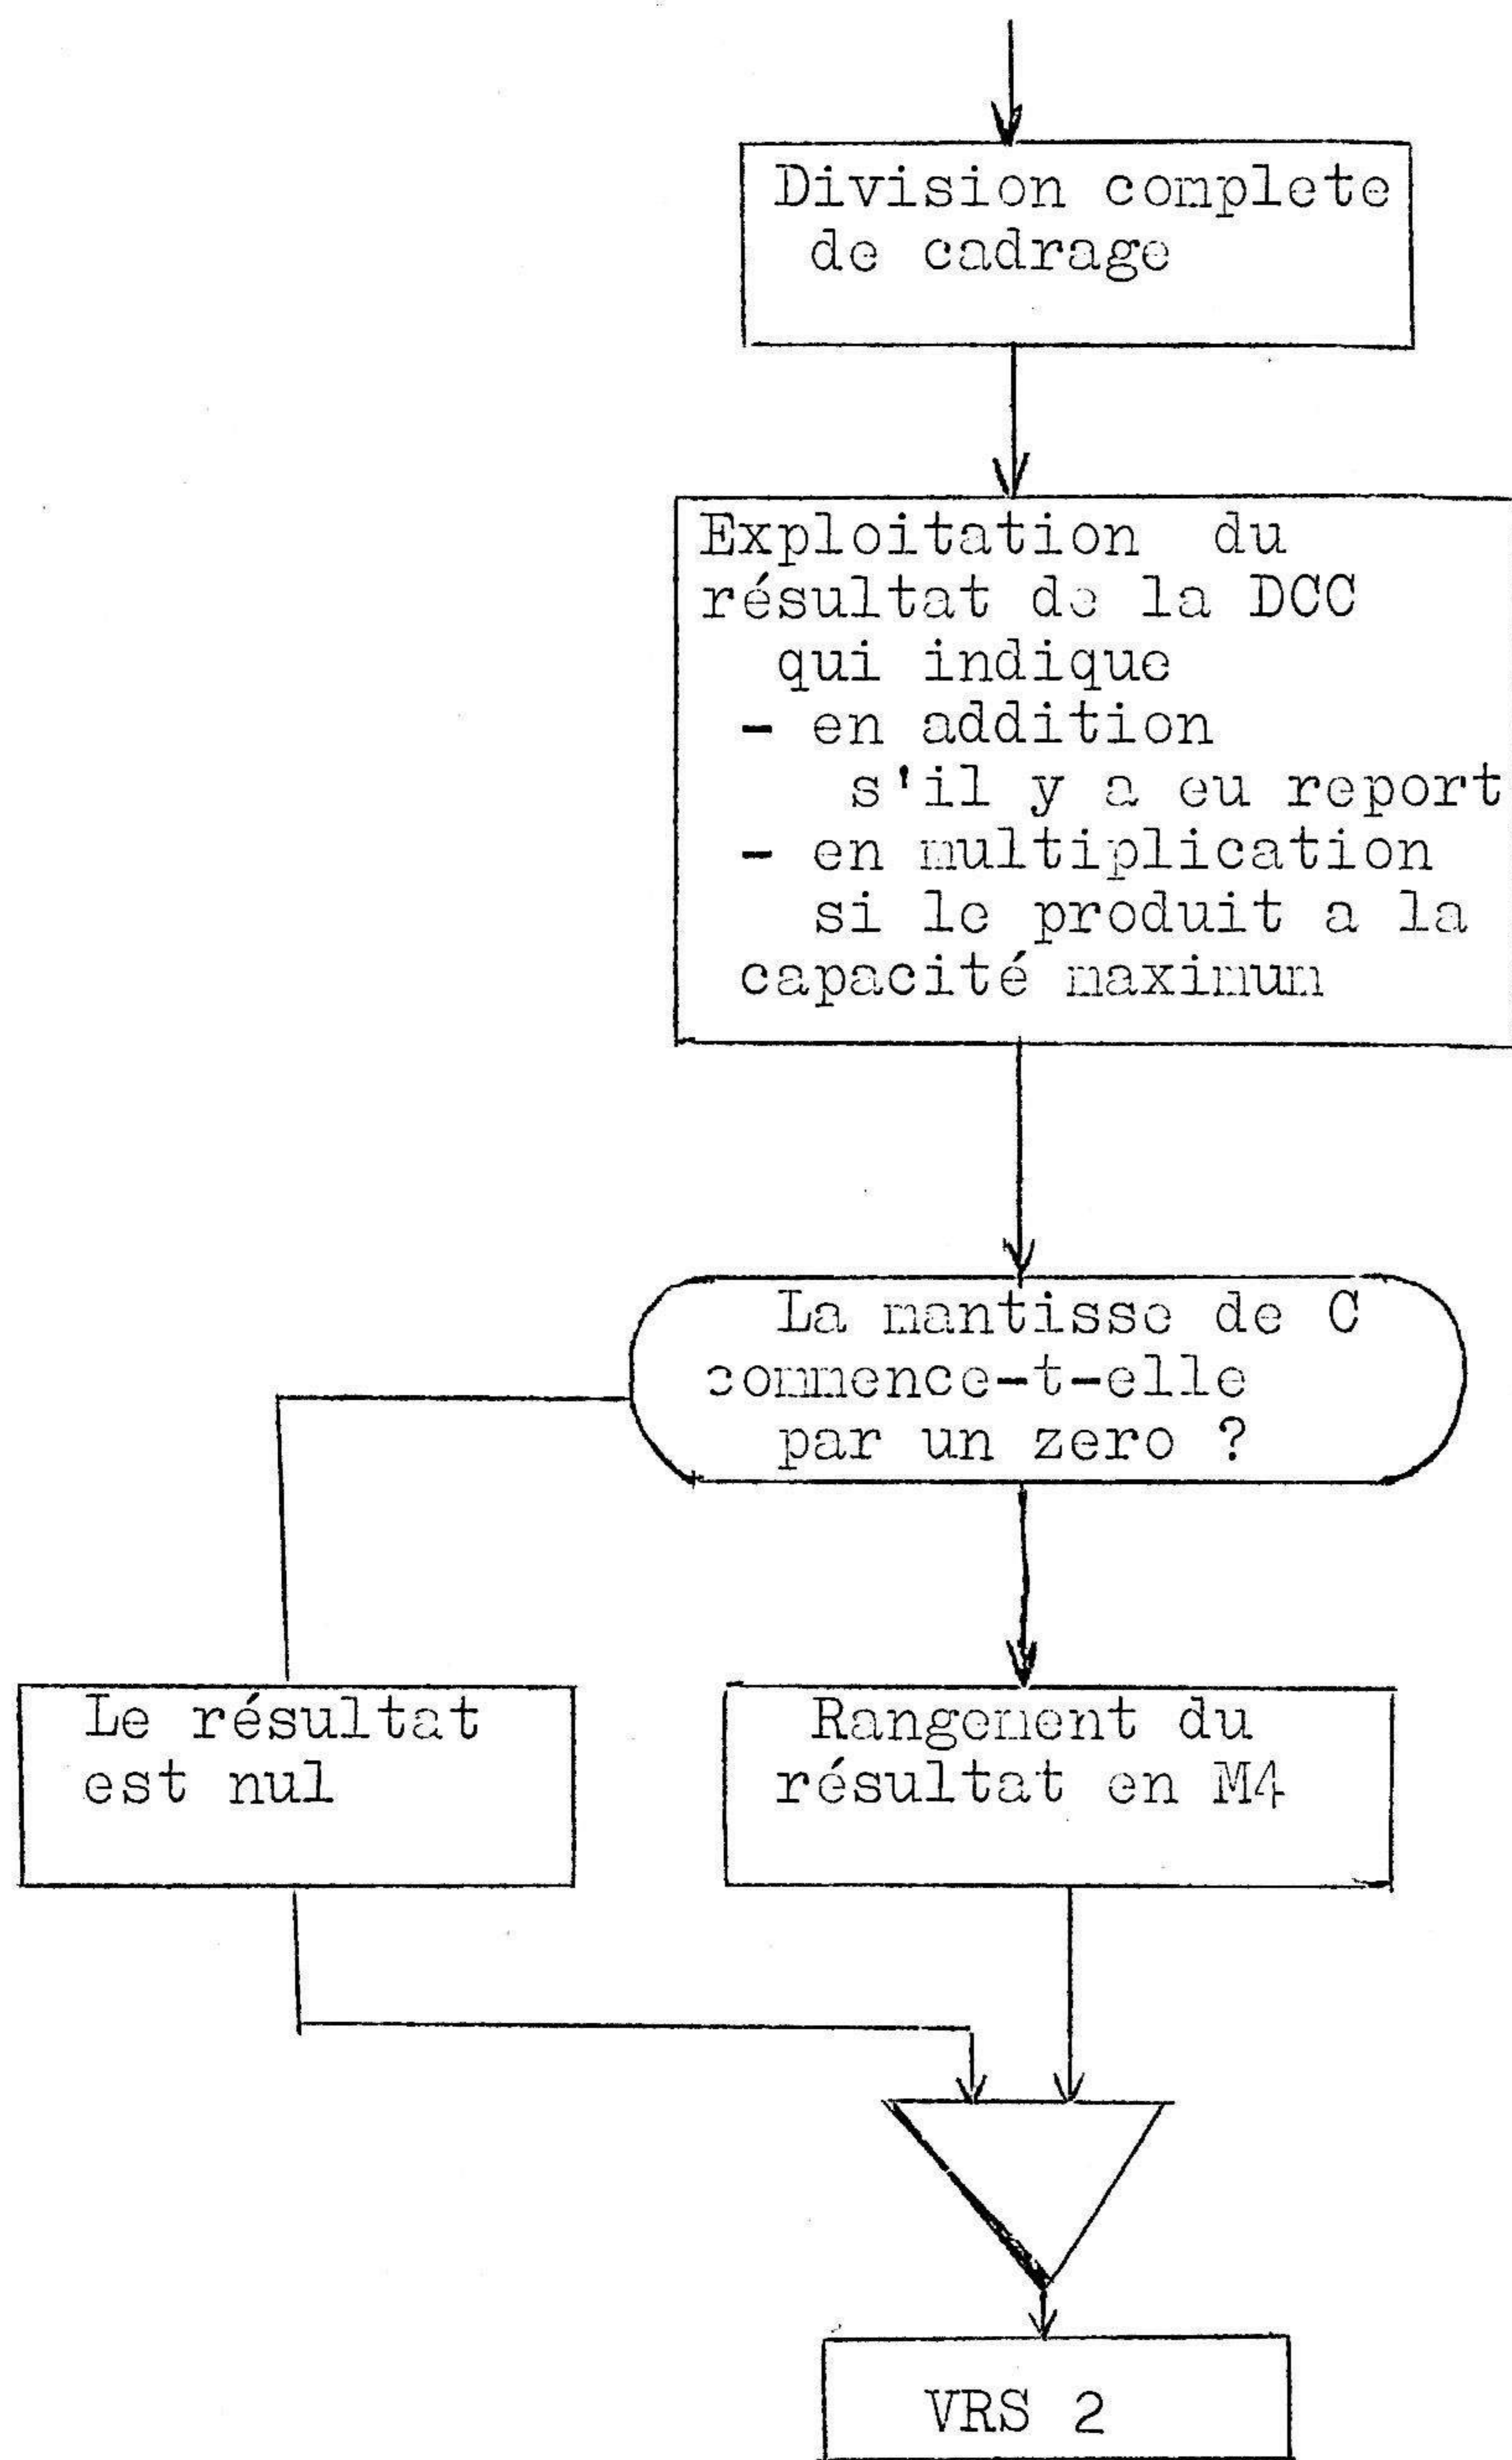 Division complete
de cadrage
Exploitation du
résultat de la DCC
qui indique
- en addition
s'il y a eu report
- en multiplication
si le produit a la
capacité maximum
La mantisse de C
commence-t-elle
par un zero ?
Le résultat
est nul
Rangement du
résultat en M4
VRS 2